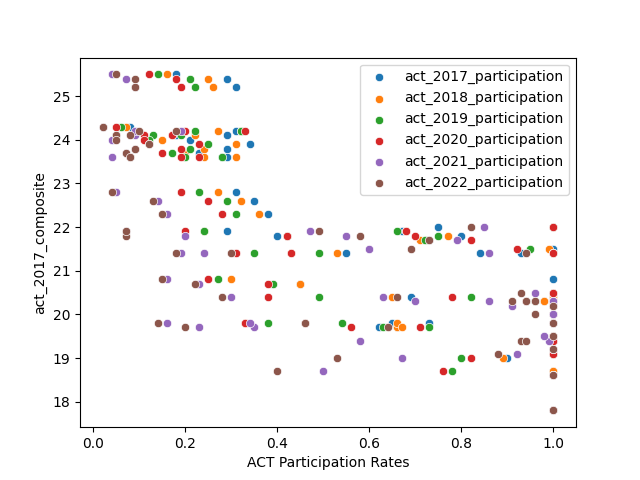 act_2017_participation
act_2018_participation
act_2019_participation
act_2020_participation
act_2021_participation
act_2022_participation
25
24
23
22
21
20
19
18
act_2017_composite
0.0 0.2 0.4 0.6 0.8 1.0
ACT Participation Rates